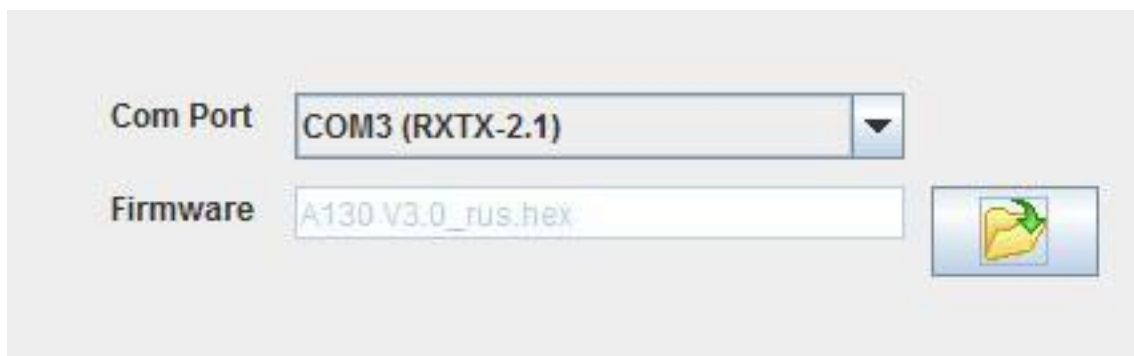 Com Port COM3 (RXTX-2.1)
Firmware A130 V3.0_rus.hex